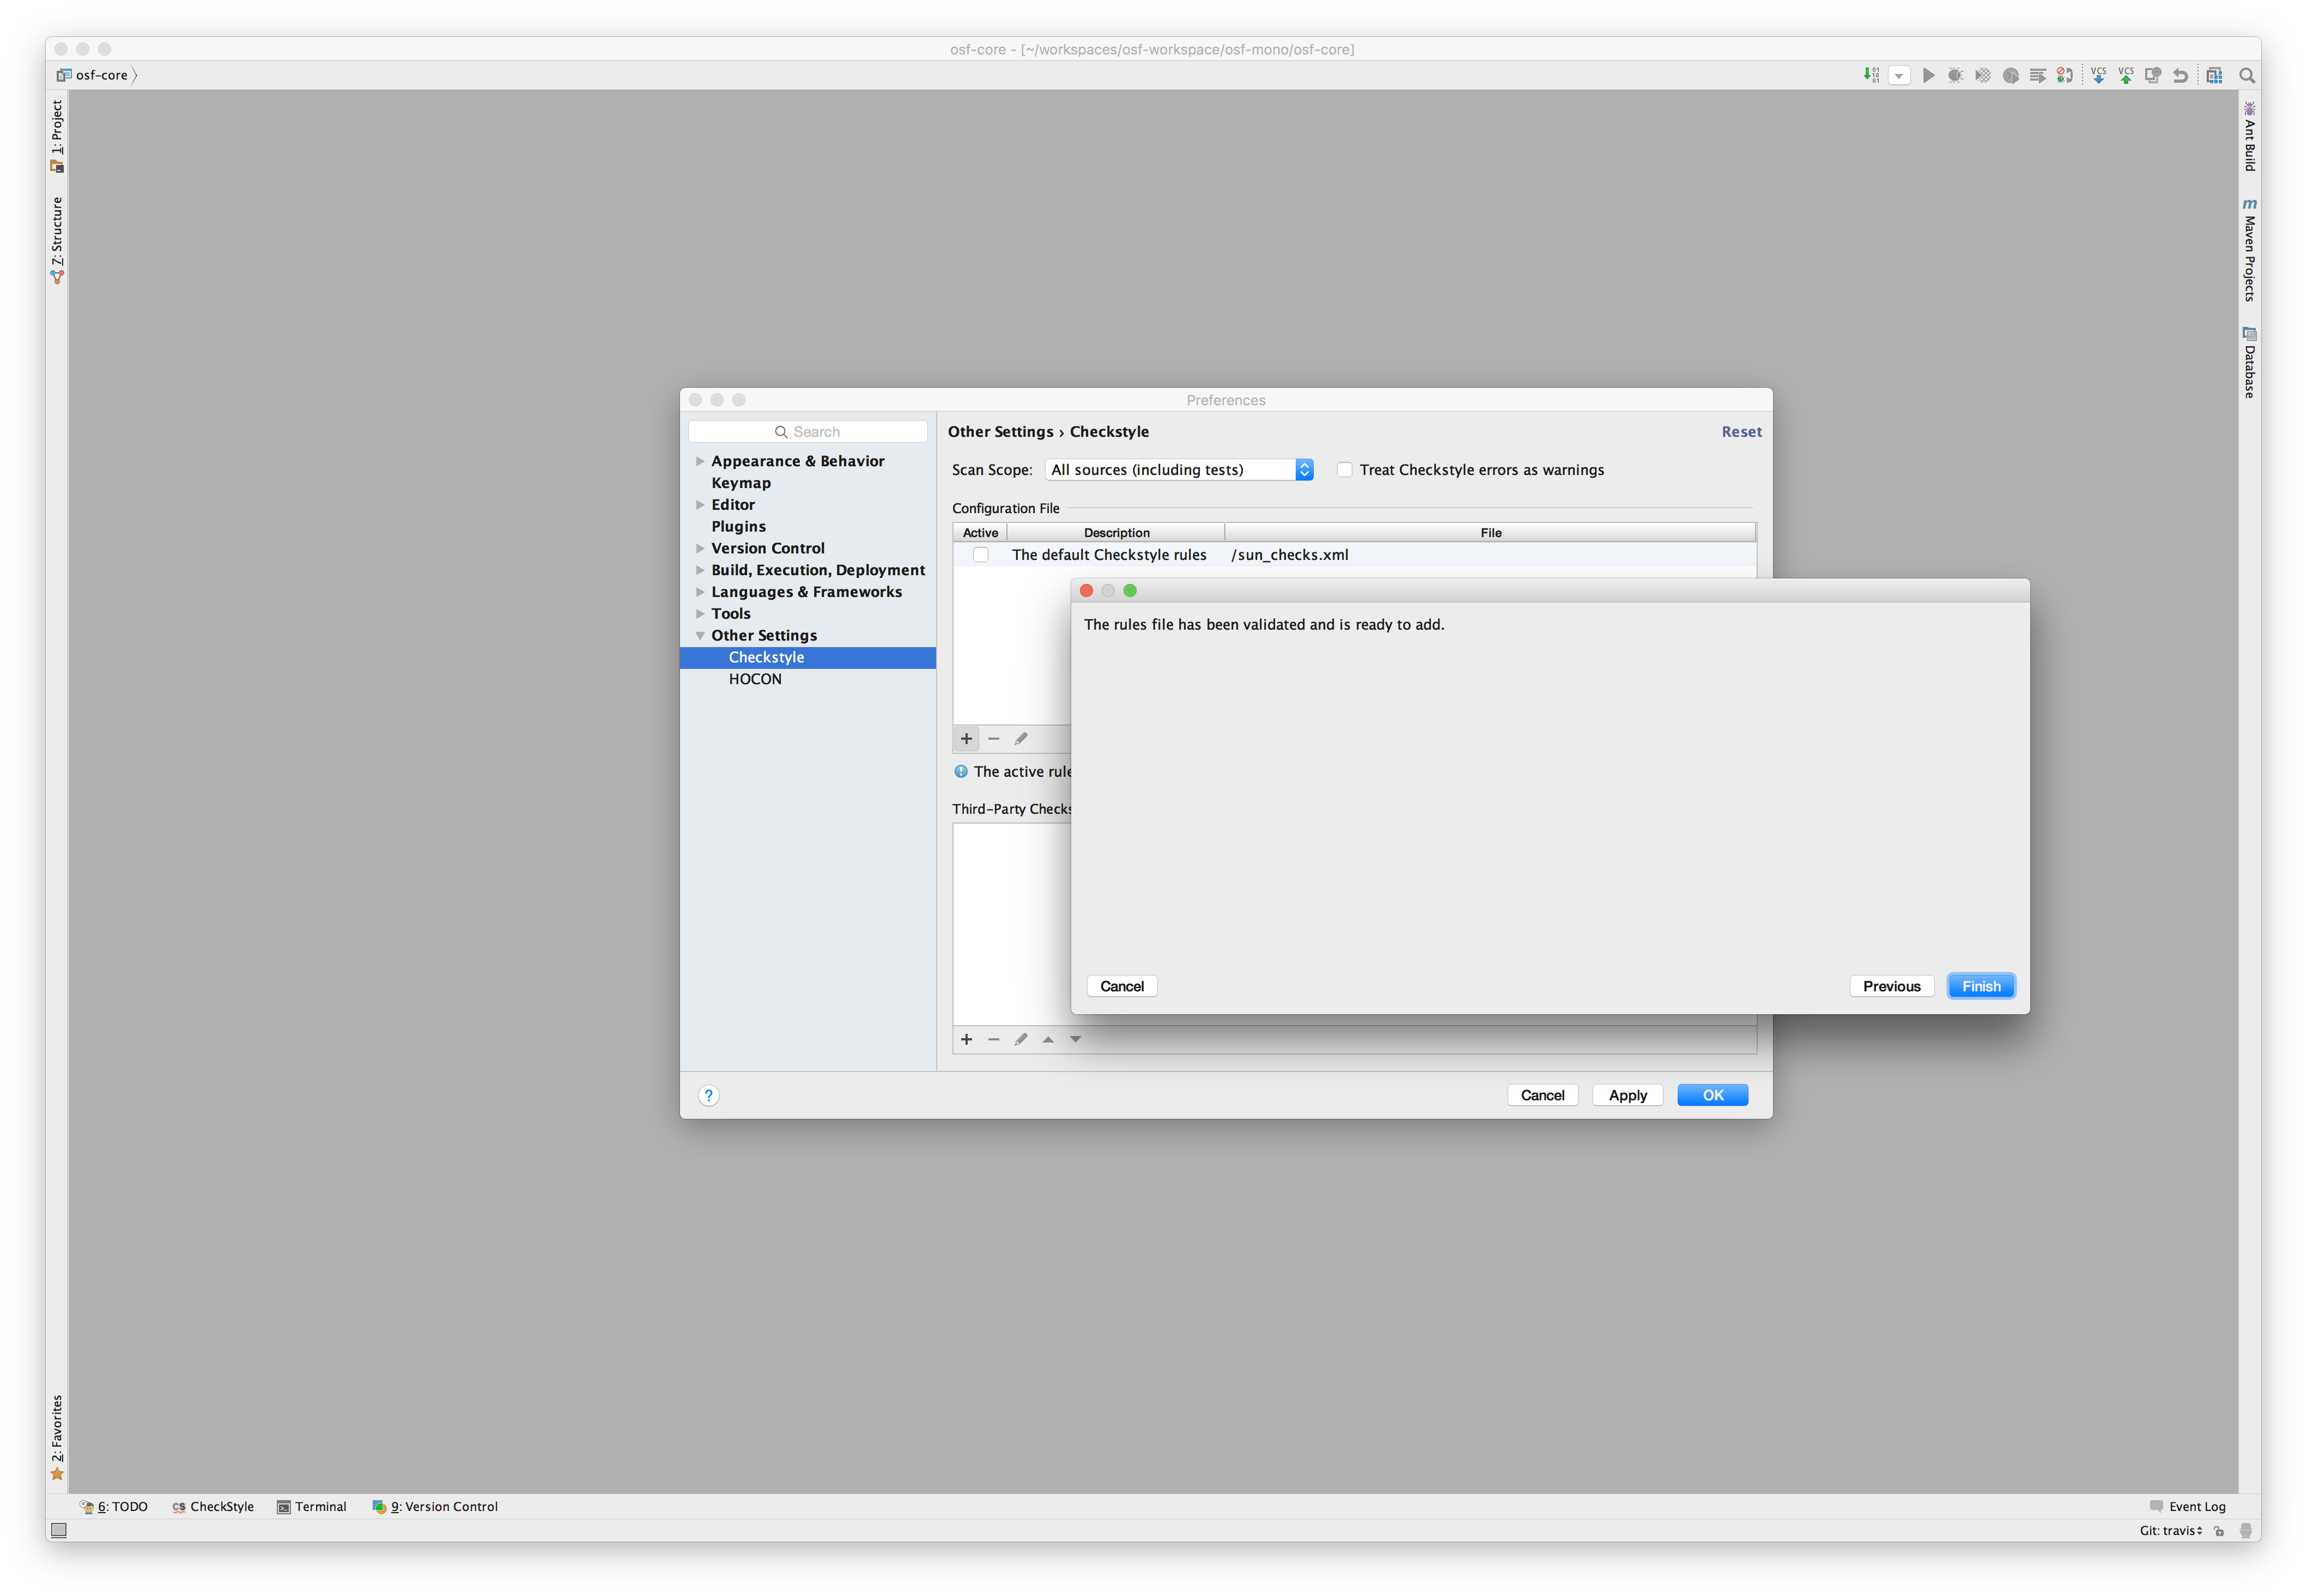 osf-core - [~/workspaces/osf-workspace/osf-mono/osf-core]
osf-core
VCS
VCS
1: Project
7: Structure
2: Favorites
Ant Build
Maven Projects
Database
Preferences
Search
Appearance & Behavior
Keymap
Editor
Plugins
Version Control
Build, Execution, Deployment
Languages & Frameworks
Tools
Other Settings
Checkstyle
HOCON
Other Settings › Checkstyle
Reset
Scan Scope: All sources (including tests)
Treat Checkstyle errors as warnings
Configuration File
Active Description File
The default Checkstyle rules /sun_checks.xml
The active rule
Third-Party Checks
The rules file has been validated and is ready to add.
Cancel Previous Finish
? Cancel Apply OK
6: TODO CheckStyle Terminal 9: Version Control Event Log
Git: travis